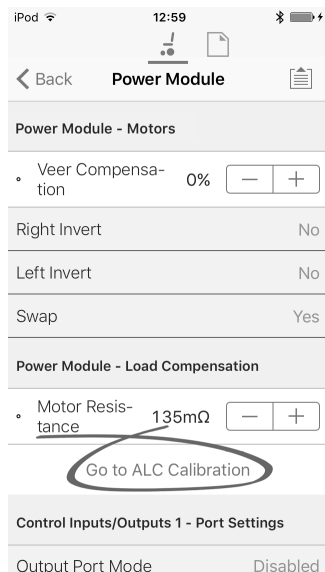 iPod 12:59
Back Power Module
Power Module - Motors
Veer Compensa-
tion 0% — +
Right Invert No
Left Invert No
Swap Yes
Power Module - Load Compensation
Motor Resis-
tance 135mΩ — +
Go to ALC Calibration
Control Inputs/Outputs 1 - Port Settings
Output Port Mode Disabled